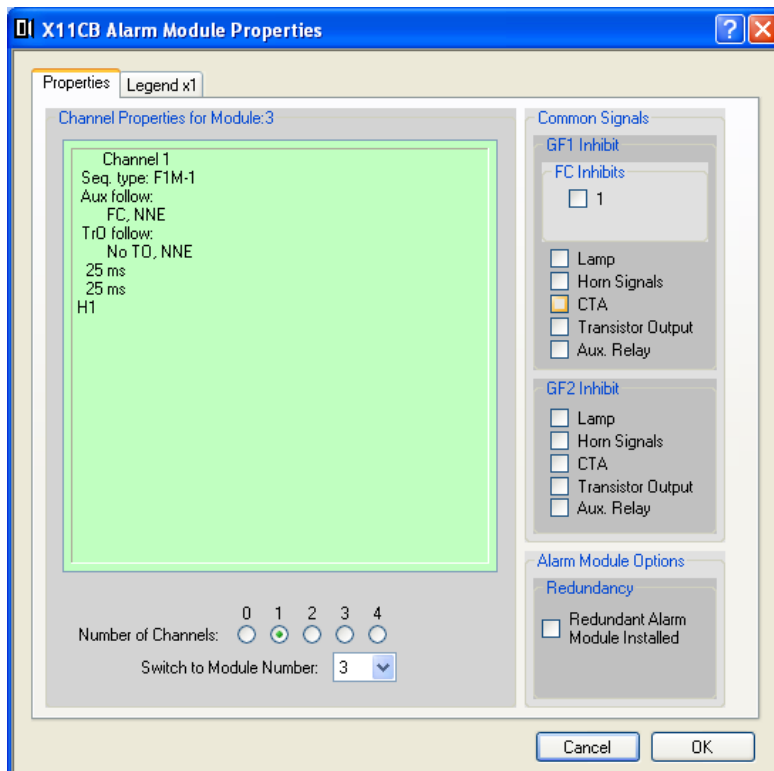 X11CB Alarm Module Properties
Properties
Legend x1
Channel Properties for Module:3
Channel 1
Seq. type: F1M-1
Aux follow:
FC, NNE
TrO follow:
No TO, NNE
25 ms
25 ms
H1
0 1 2 3 4
Number of Channels:
Switch to Module Number: 3
Common Signals
GF1 Inhibit
FC Inhibits
1
Lamp
Horn Signals
CTA
Transistor Output
Aux. Relay
GF2 Inhibit
Lamp
Horn Signals
CTA
Transistor Output
Aux. Relay
Alarm Module Options
Redundancy
Redundant Alarm
Module Installed
Cancel
OK